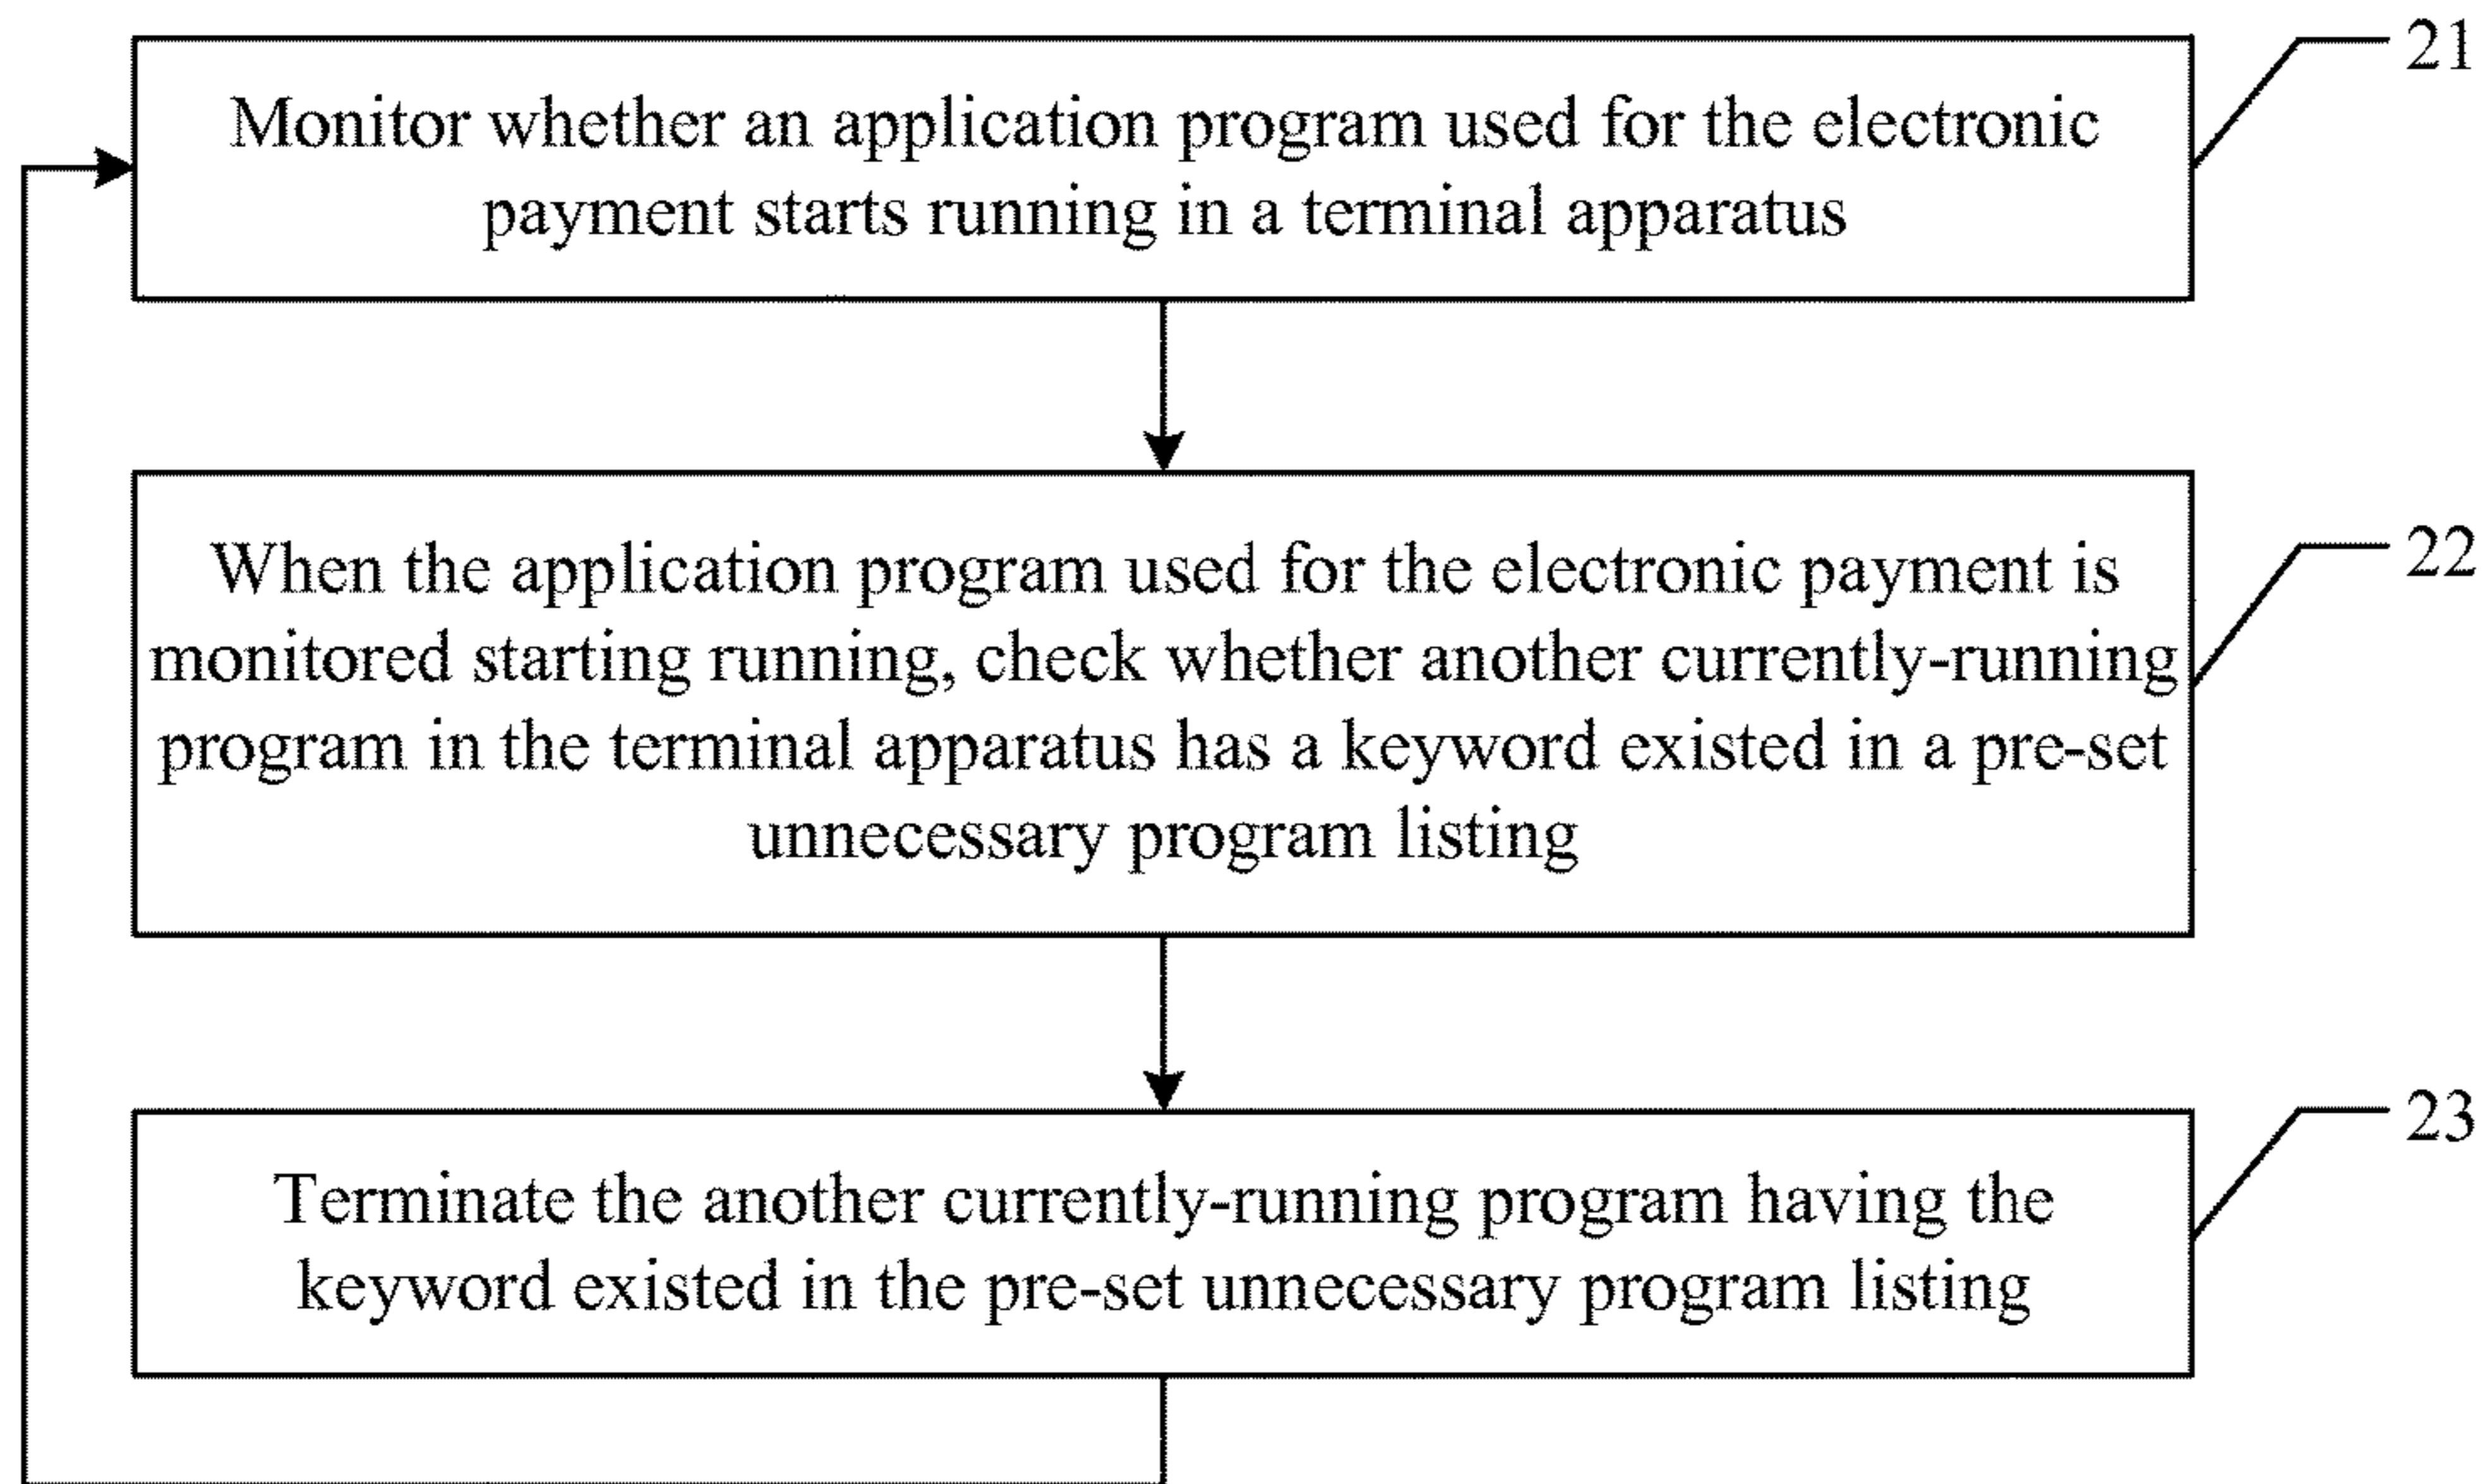 21
Monitor whether an application program used for the electronic
payment starts running in a terminal apparatus
22
When the application program used for the electronic payment is
monitored starting running, check whether another currently-running
program in the terminal apparatus has a keyword existed in a pre-set
unnecessary program listing
23
Terminate the another currently-running program having the
keyword existed in the pre-set unnecessary program listing